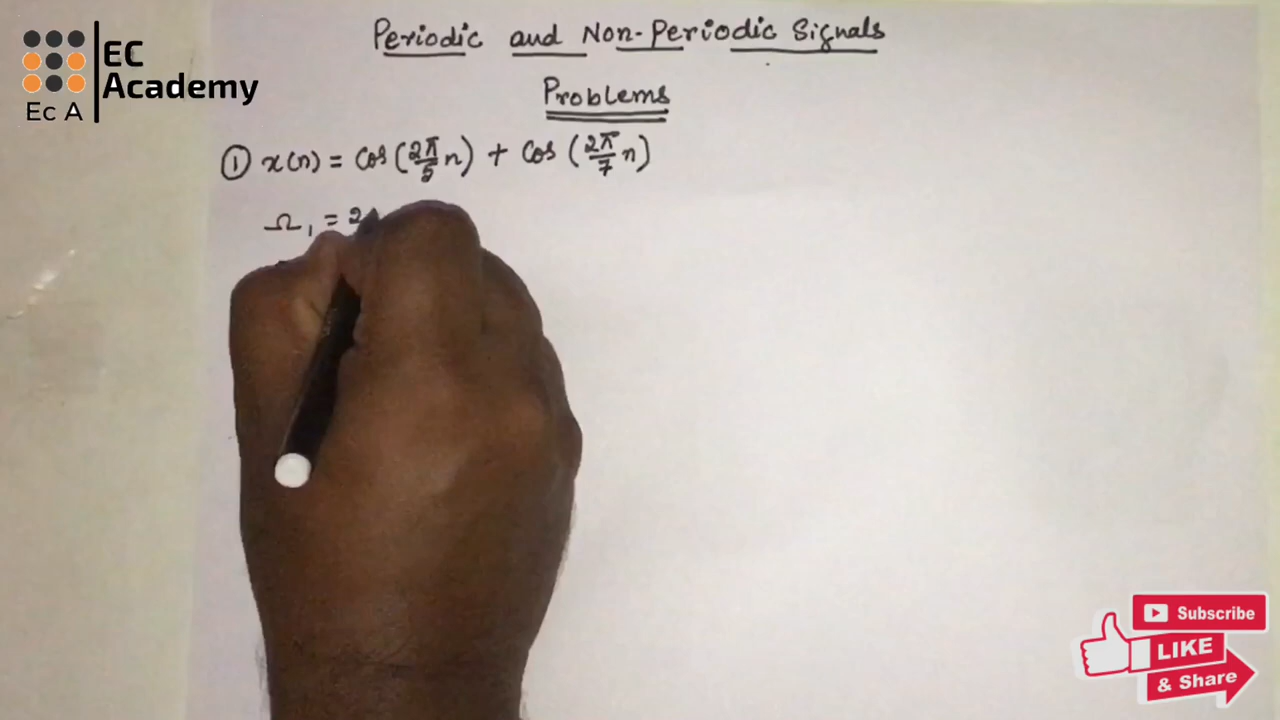 Periodic and Non-Periodic Signals
EC
Academy
Ec A
Problems
① x(n) = cos(2π/5 n) + cos(2π/7 n)
Ω₁ = 2
Subscribe
LIKE
& Share